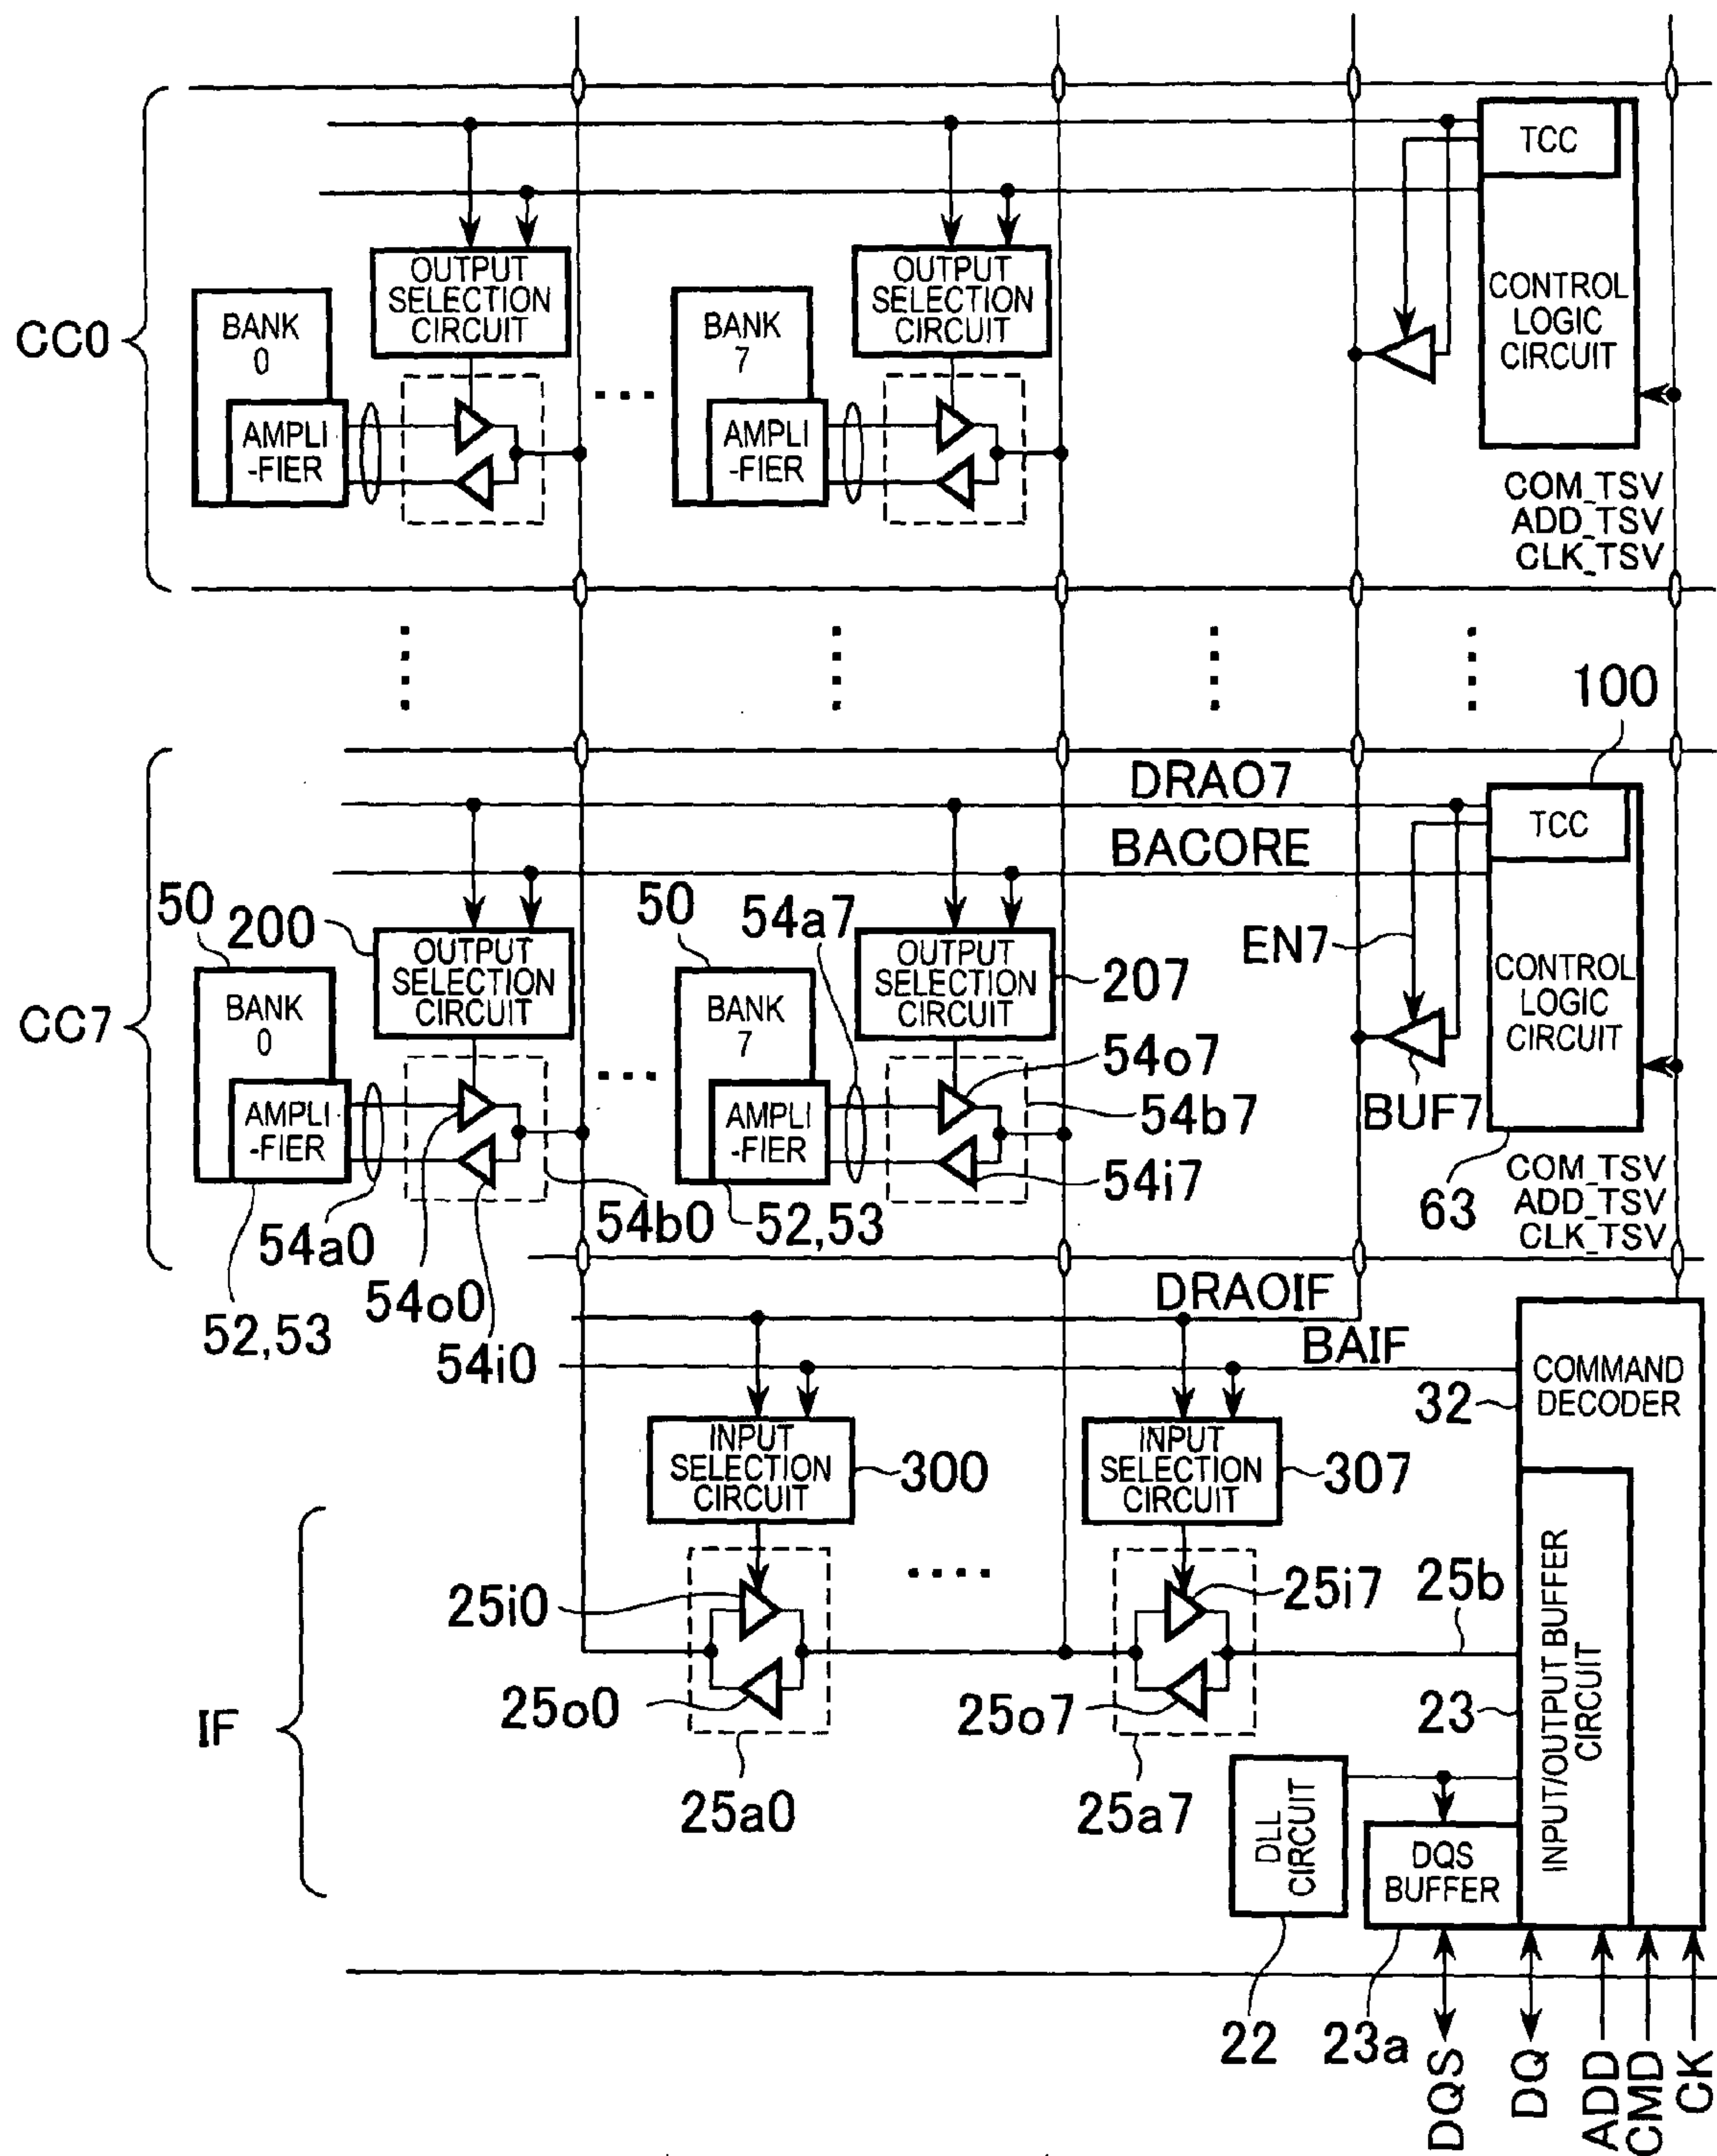 TCC
OUTPUT
SELECTION
CIRCUIT
OUTPUT
SELECTION
CIRCUIT
CONTROL
LOGIC
CIRCUIT
BANK
0
BANK
7
CC0
AMPLI
-FIER
AMPLI
-FIER
COM_TSV
ADD_TSV
CLK_TSV
100
DRAO7
TCC
BACORE
50
200
50
54a7
EN7
OUTPUT
SELECTION
CIRCUIT
OUTPUT
SELECTION
CIRCUIT
207
CONTROL
LOGIC
CIRCUIT
CC7
BANK
0
BANK
7
54o7
AMPLI
-FIER
AMPLI
-FIER
54b7
BUF7
54i7
54a0
54b0
52,53
63
COM_TSV
ADD_TSV
CLK_TSV
54o0
52,53
54i0
DRAOIF
BAIF
COMMAND
DECODER
32
INPUT
SELECTION
CIRCUIT
300
INPUT
SELECTION
CIRCUIT
307
25i0
25i7
25b
INPUT/OUTPUT BUFFER
CIRCUIT
25o0
25o7
23
IF
25a0
25a7
DLL
CIRCUIT
DQS
BUFFER
22
23a
DQS
DQ
ADD
CMD
CK